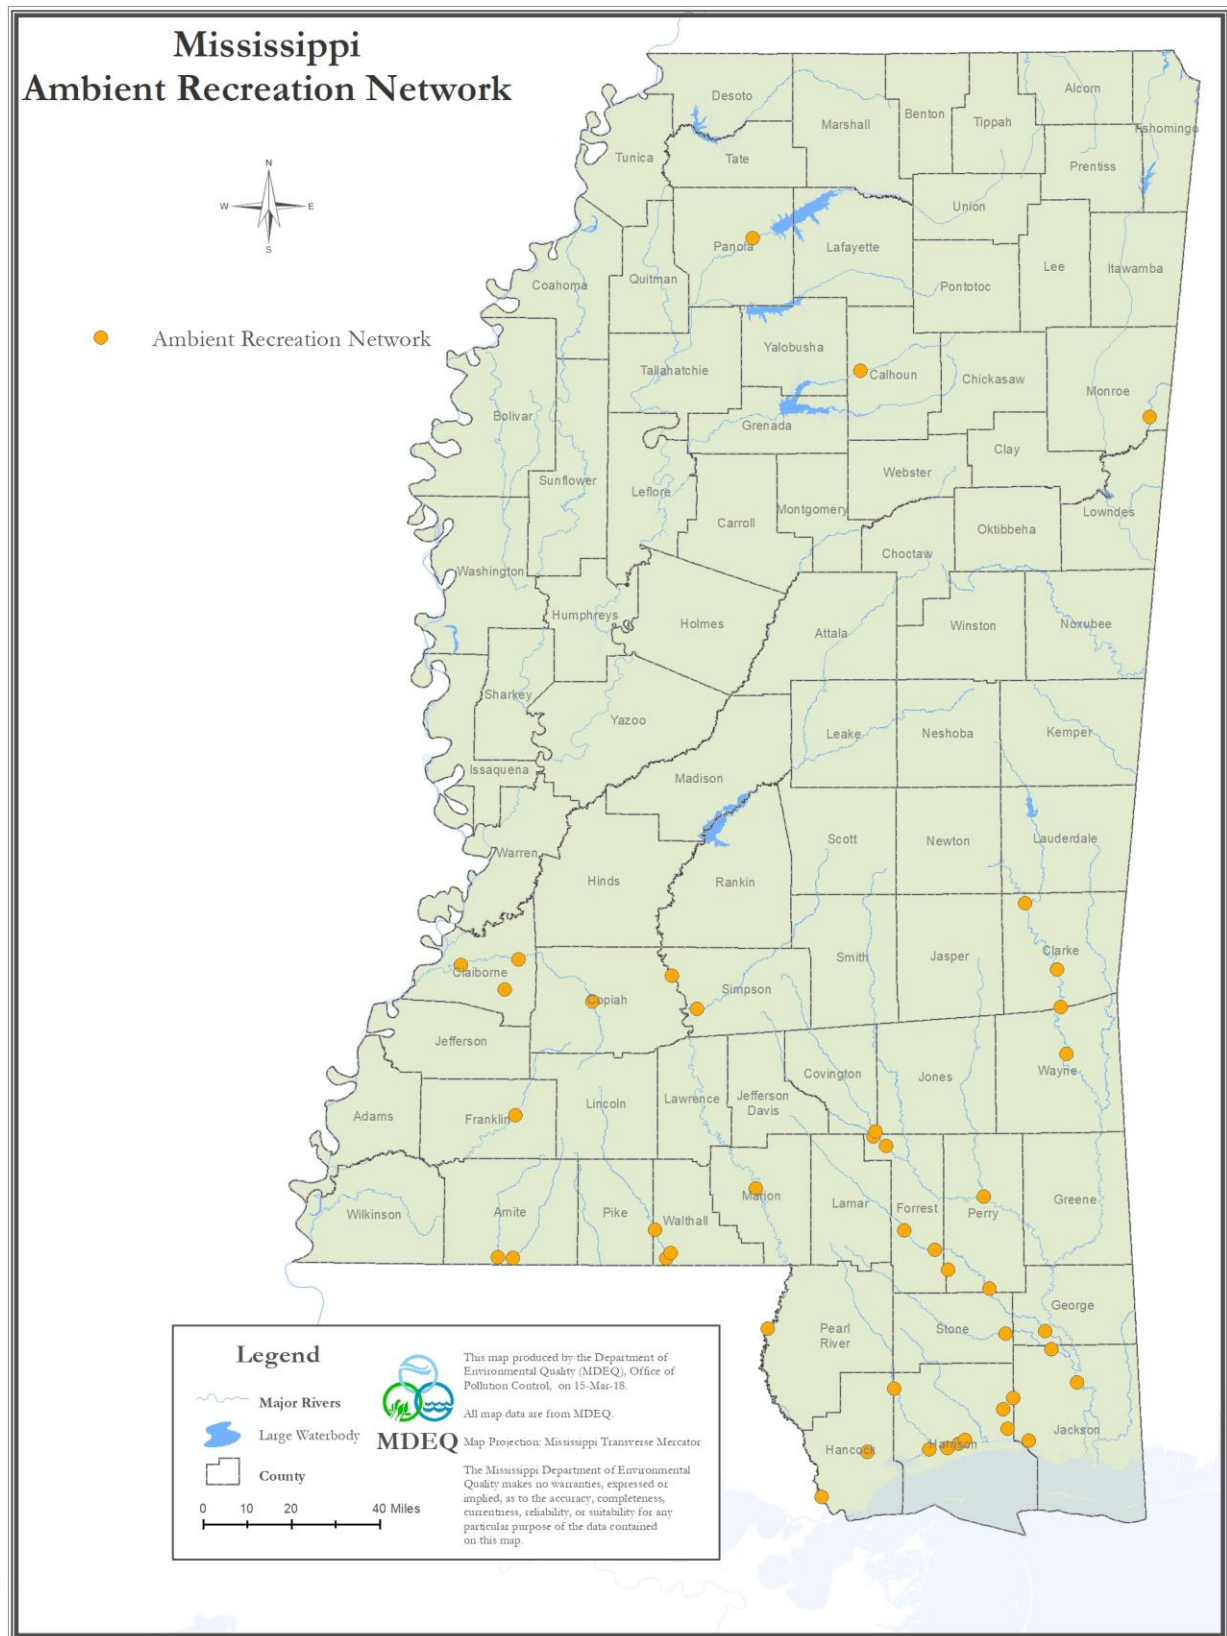 Mississippi
Ambient Recreation Network
N
W
E
S
Ambient Recreation Network
Desoto
Marshall
Benton
Tippah
Alcorn
Tishomingo
Tunica
Tate
Prentiss
Union
Panola
Lafayette
Lee
Itawamba
Coahoma
Quitman
Pontotoc
Tallahatchie
Yalobusha
Calhoun
Chickasaw
Monroe
Bolivar
Grenada
Clay
Sunflower
Leflore
Webster
Carroll
Montgomery
Oktibbeha
Lowndes
Choctaw
Washington
Humphreys
Holmes
Attala
Winston
Noxubee
Sharkey
Yazoo
Leake
Neshoba
Kemper
Issaquena
Madison
Warren
Hinds
Rankin
Scott
Newton
Lauderdale
Claiborne
Copiah
Simpson
Smith
Jasper
Clarke
Jefferson
Covington
Jones
Wayne
Adams
Franklin
Lincoln
Lawrence
Jefferson
Davis
Wilkinson
Amite
Pike
Walthall
Marion
Lamar
Forrest
Perry
Greene
Pearl
River
Stone
George
Hancock
Harrison
Jackson
Legend
Major Rivers
Large Waterbody
County
0 10 20 40 Miles
MDEQ
This map produced by the Department of
Environmental Quality (MDEQ), Office of
Pollution Control, on 15-Mar-18.
All map data are from MDEQ.
Map Projection: Mississippi Transverse Mercator
The Mississippi Department of Environmental
Quality makes no warranties, expressed or
implied, as to the accuracy, completeness,
currentness, reliability, or suitability for any
particular purpose of the data contained
on this map.